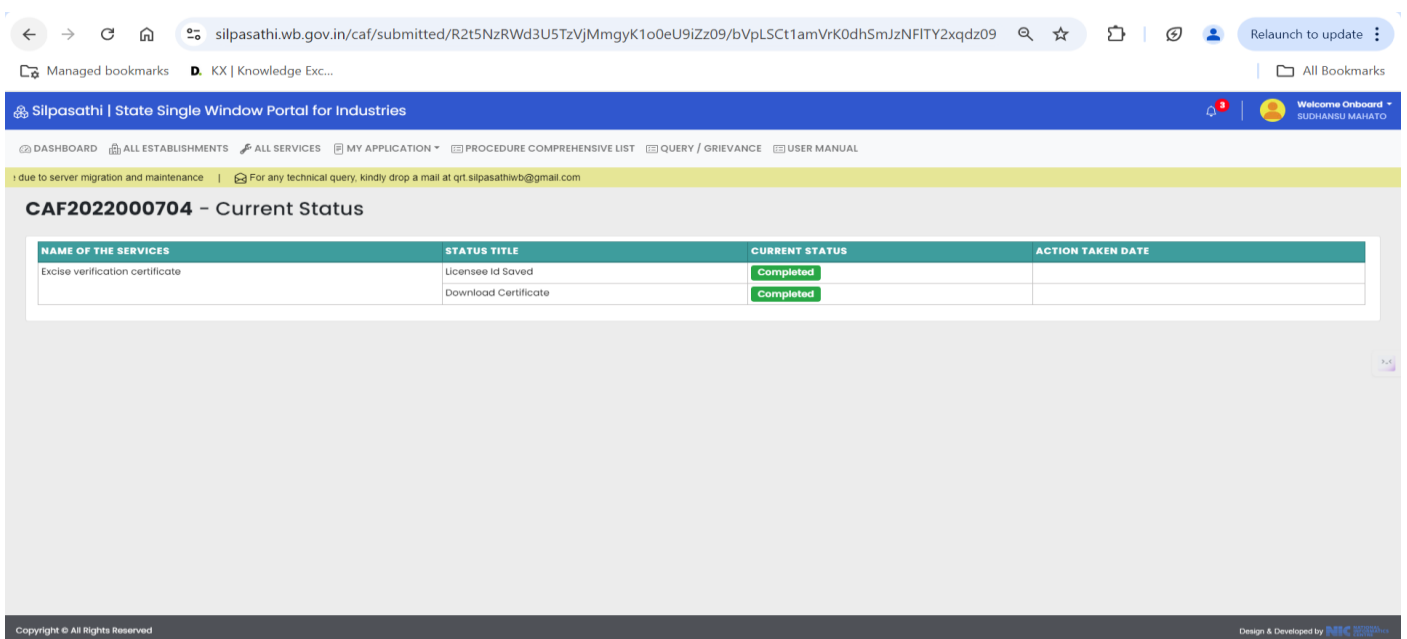 silpasathi.wb.gov.in/caf/submitted/R2t5NzRWd3U5TzVjMmgyK1o0eU9iZz09/bVpLSCt1amVrK0dhSmJzNFlTY2xqdz09 Relaunch to update
Managed bookmarks D. KX | Knowledge Exc... All Bookmarks
Silpasathi | State Single Window Portal for Industries 3 Welcome Onboard
SUDHANSU MAHATO
DASHBOARD ALL ESTABLISHMENTS ALL SERVICES MY APPLICATION PROCEDURE COMPREHENSIVE LIST QUERY / GRIEVANCE USER MANUAL
due to server migration and maintenance | For any technical query, kindly drop a mail at qrt.silpasathiwb@gmail.com
CAF2022000704 - Current Status
NAME OF THE SERVICES STATUS TITLE CURRENT STATUS ACTION TAKEN DATE
Excise verification certificate Licensee Id Saved Completed
Download Certificate Completed
Copyright © All Rights Reserved Design & Developed by NIC